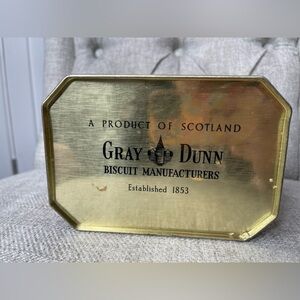 A PRODUCT OF SCOTLAND
GRAY DUNN
BISCUIT MANUFACTURERS
Established 1853